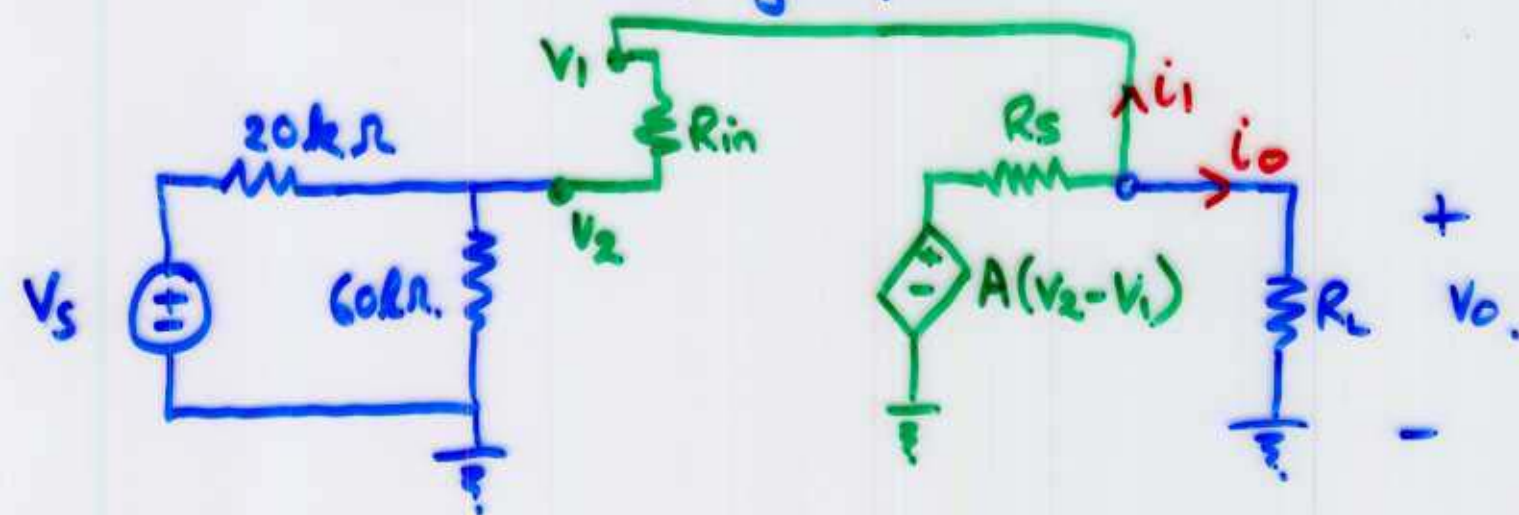 V1
i1
20kΩ
Rin
Rs
io
V2
+
Vs
+
-
60kΩ.
+
-
A(V2-V1)
RL
Vo.
-